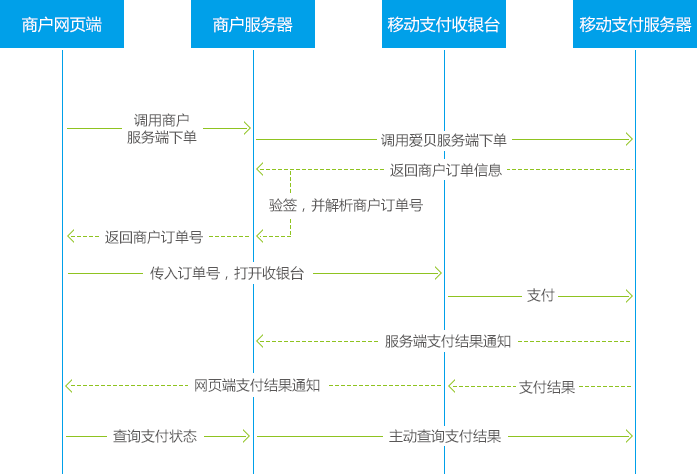 商户网页端
商户服务器
移动支付收银台
移动支付服务器
调用商户
服务端下单
调用爱贝服务端下单
返回商户订单信息
验签，并解析商户订单号
返回商户订单号
传入订单号，打开收银台
支付
服务端支付结果通知
网页端支付结果通知
支付结果
查询支付状态
主动查询支付结果